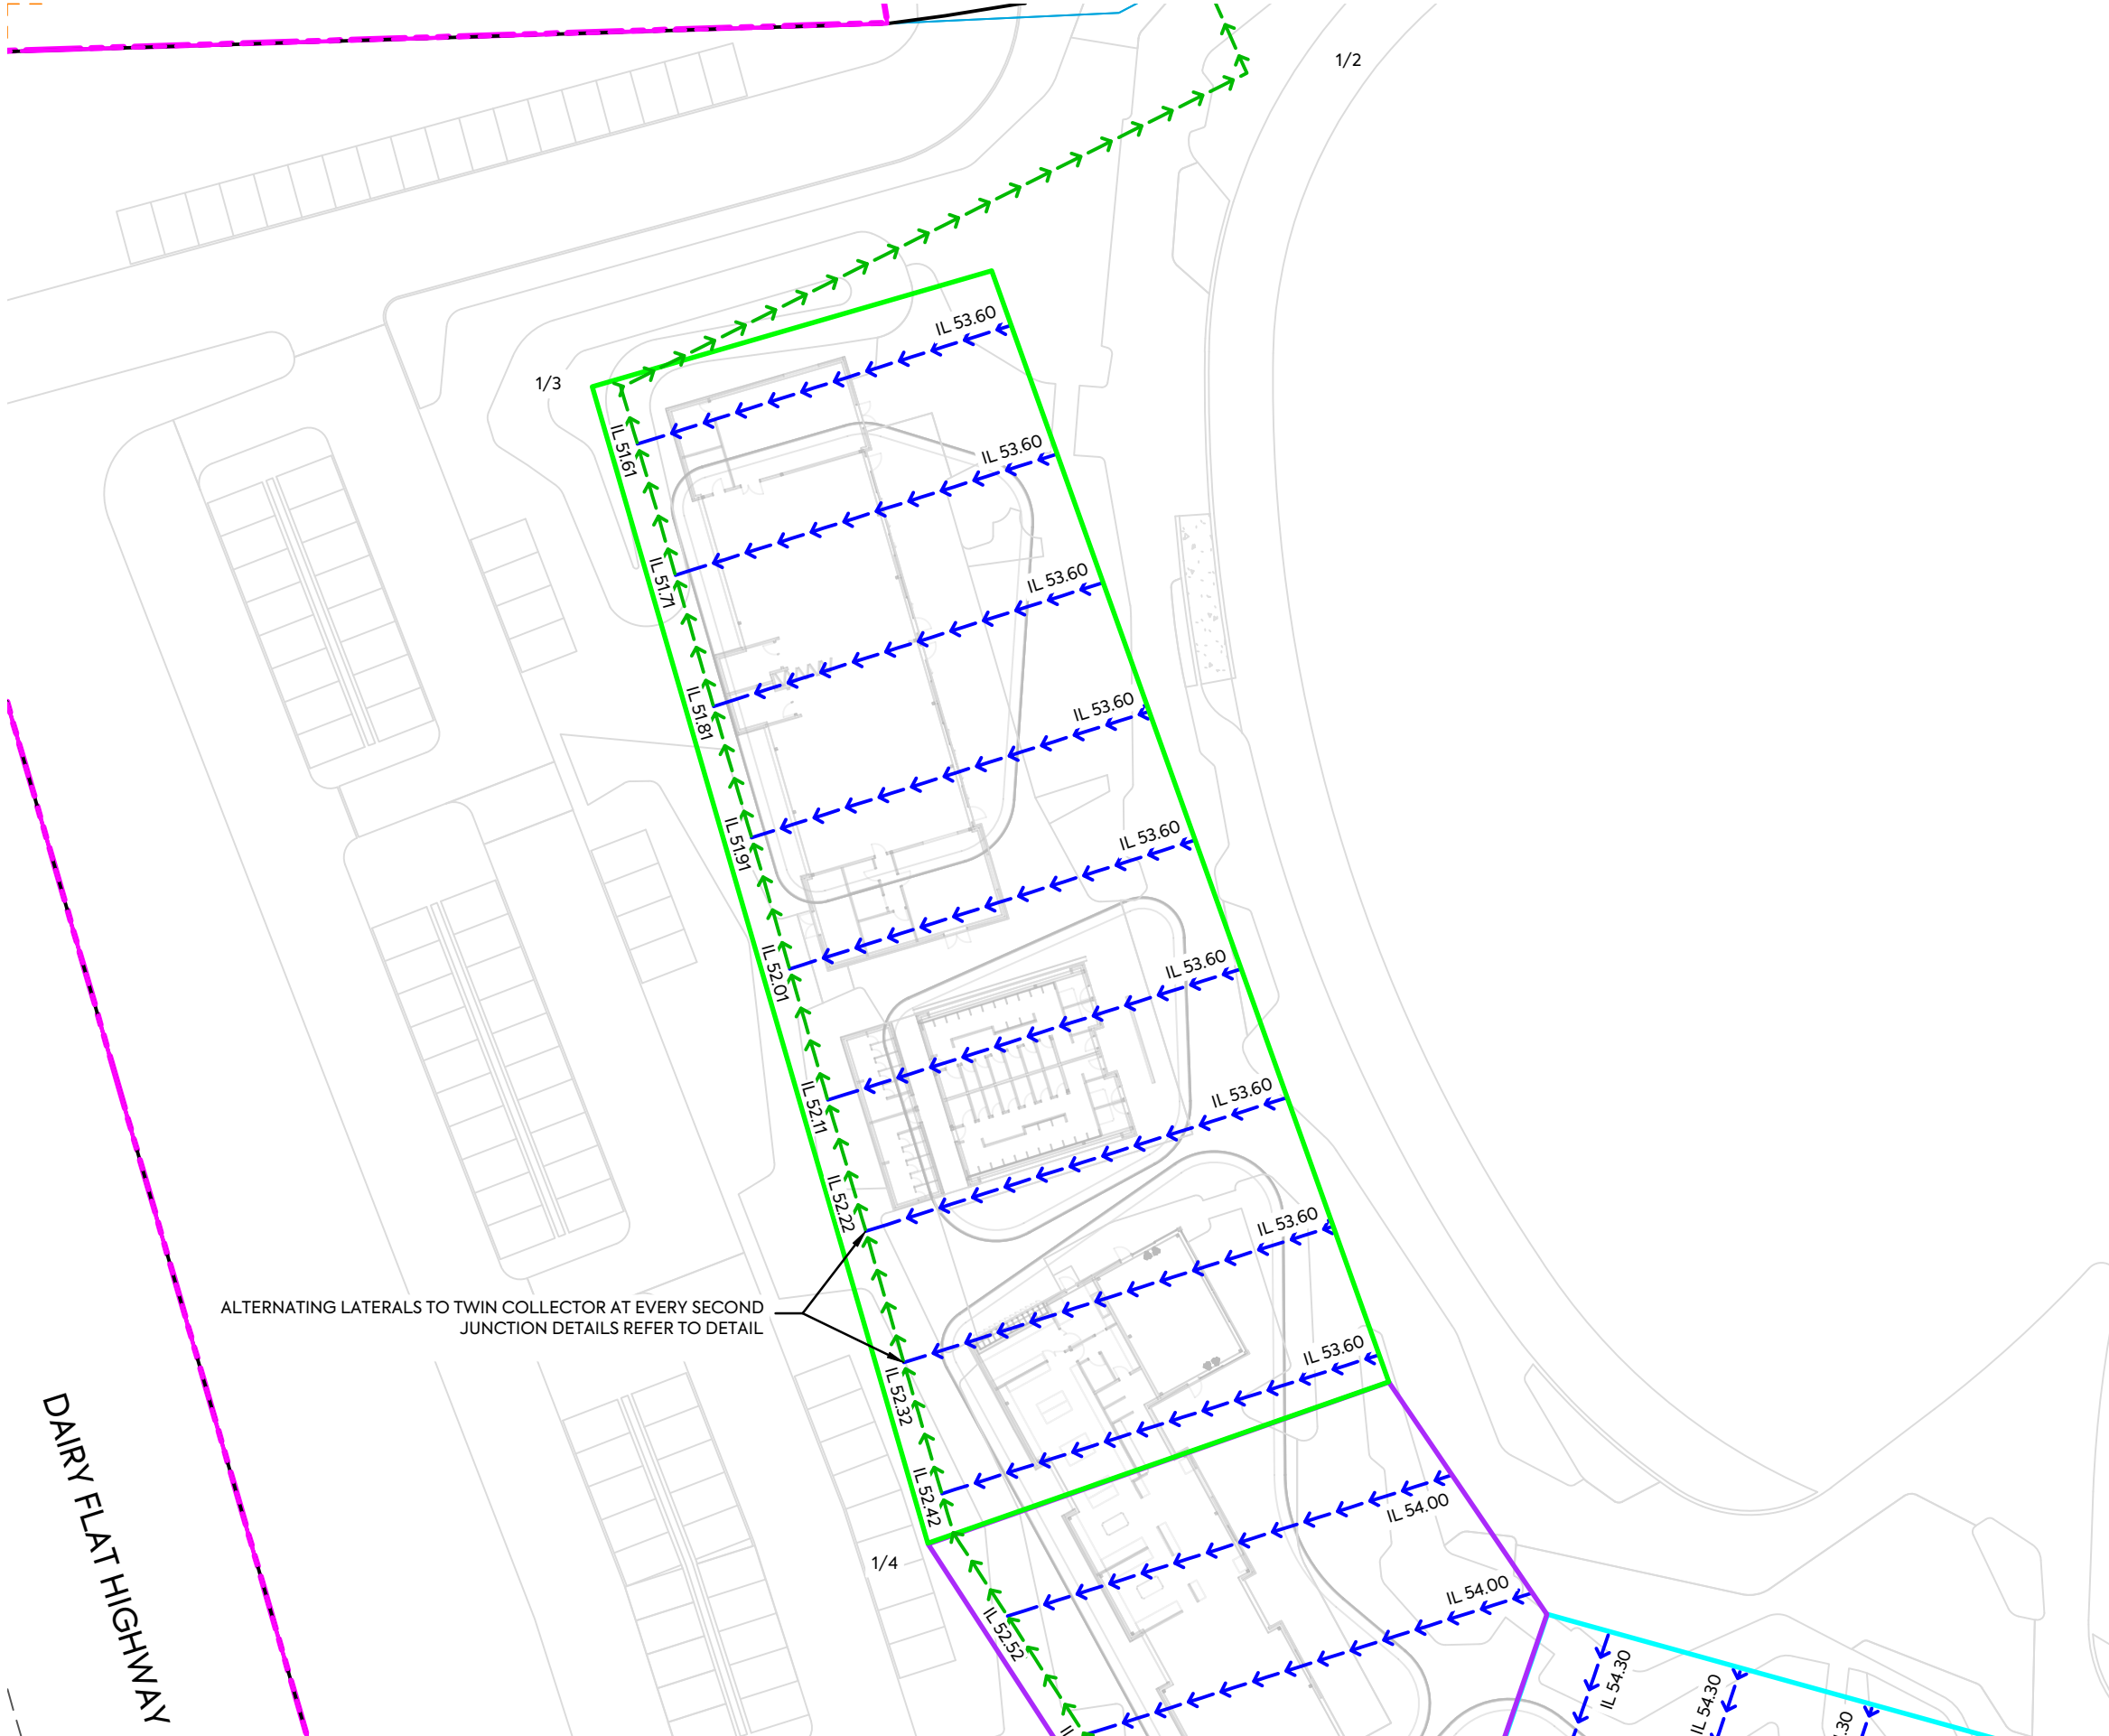 1/2
IL 53.60
1/3
IL 51.61
IL 53.60
IL 51.71
IL 53.60
IL 51.81
IL 53.60
IL 51.91
IL 53.60
IL 52.01
IL 53.60
IL 52.11
IL 53.60
IL 52.22
IL 53.60
ALTERNATING LATERALS TO TWIN COLLECTOR AT EVERY SECOND
JUNCTION DETAILS REFER TO DETAIL
IL 53.60
IL 52.32
DAIRY FLAT HIGHWAY
IL 52.42
IL 54.00
1/4
IL 54.00
IL 52.52
IL 54.30
IL 54.30